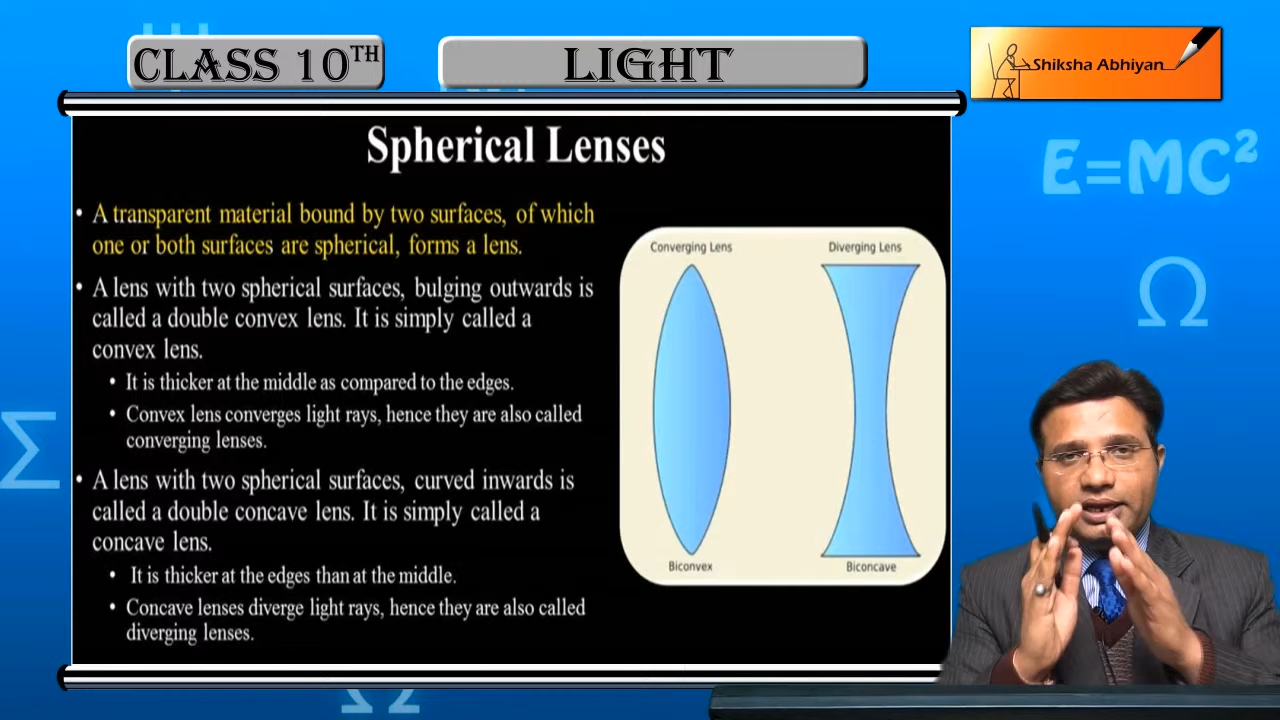 CLASS 10TH
LIGHT
Shiksha Abhiyan
E=MC2
Σ
Ω
Ω
Spherical Lenses
• A transparent material bound by two surfaces, of which
one or both surfaces are spherical, forms a lens.
• A lens with two spherical surfaces, bulging outwards is
called a double convex lens. It is simply called a
convex lens.
• It is thicker at the middle as compared to the edges.
• Convex lens converges light rays, hence they are also called
converging lenses.
• A lens with two spherical surfaces, curved inwards is
called a double concave lens. It is simply called a
concave lens.
• It is thicker at the edges than at the middle.
• Concave lenses diverge light rays, hence they are also called
diverging lenses.
Converging Lens
Diverging Lens
Biconvex
Biconcave